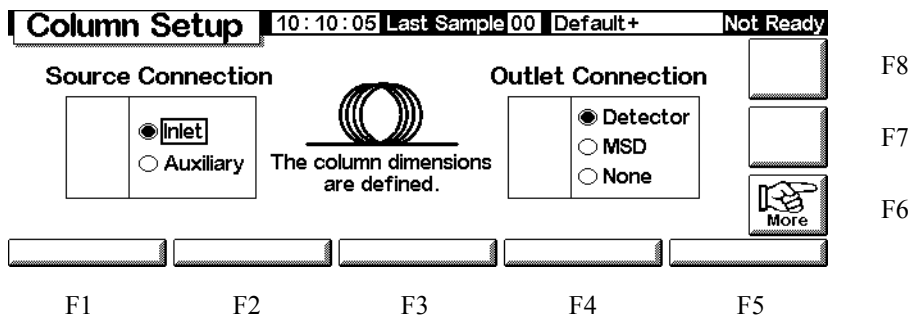 Column Setup 10:10:05 Last Sample 00 Default+ Not Ready
Source Connection
Inlet
Auxiliary
The column dimensions
are defined.
Outlet Connection
Detector
MSD
None
More
F8
F7
F6
F1 F2 F3 F4 F5